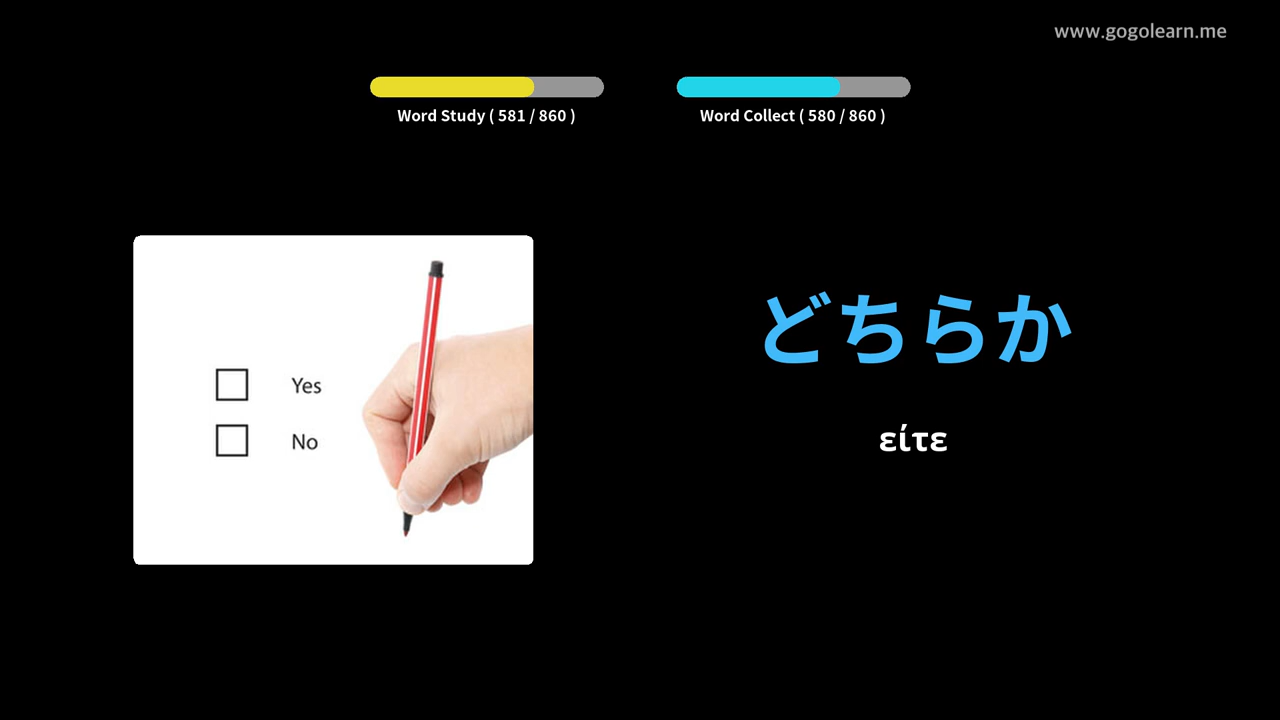 www.gogolearn.me
Word Study ( 581 / 860 )
Word Collect ( 580 / 860 )
Yes
No
どちらか
είτε